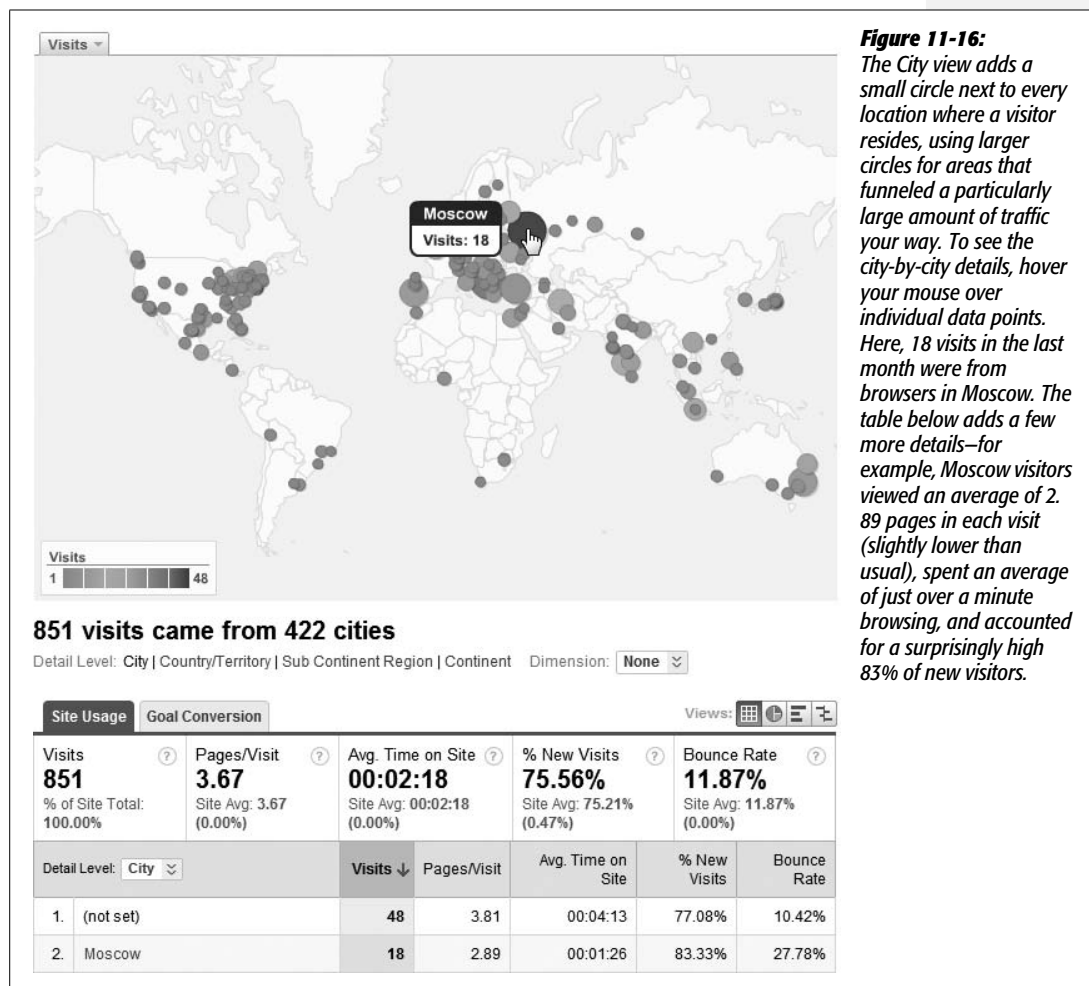 Visits
Moscow
Visits: 18
Visits
1 48
851 visits came from 422 cities
Detail Level: City | Country/Territory | Sub Continent Region | Continent Dimension: None
Site Usage Goal Conversion Views:
Visits ? Pages/Visit ? Avg. Time on Site ? % New Visits ? Bounce Rate ?
851 3.67 00:02:18 75.56% 11.87%
% of Site Total: Site Avg: 3.67 Site Avg: 00:02:18 Site Avg: 75.21% Site Avg: 11.87%
100.00% (0.00%) (0.00%) (0.47%) (0.00%)
Detail Level: City Visits ↓ Pages/Visit Avg. Time on Site % New Visits Bounce Rate
1. (not set) 48 3.81 00:04:13 77.08% 10.42%
2. Moscow 18 2.89 00:01:26 83.33% 27.78%
Figure 11-16:
The City view adds a
small circle next to every
location where a visitor
resides, using larger
circles for areas that
funneled a particularly
large amount of traffic
your way. To see the
city-by-city details, hover
your mouse over
individual data points.
Here, 18 visits in the last
month were from
browsers in Moscow. The
table below adds a few
more details—for
example, Moscow visitors
viewed an average of 2.
89 pages in each visit
(slightly lower than
usual), spent an average
of just over a minute
browsing, and accounted
for a surprisingly high
83% of new visitors.